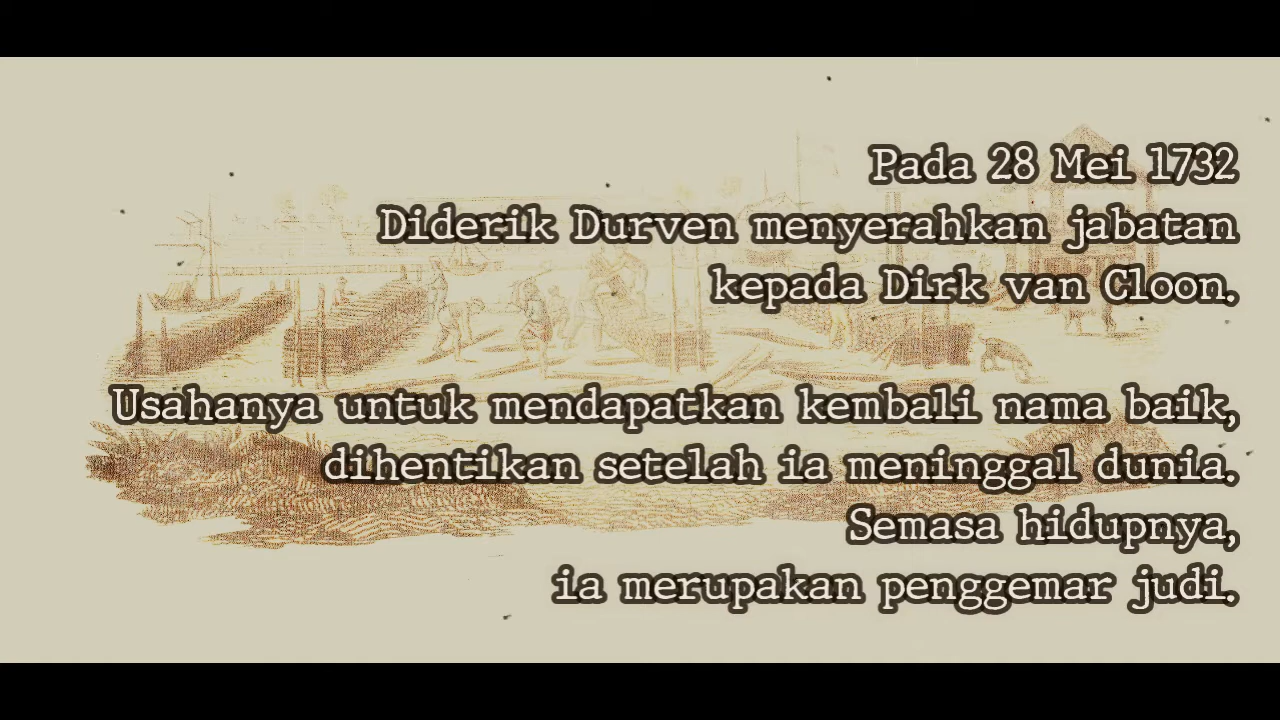 Pada 28 Mei 1732
Diderik Durven menyerahkan jabatan
kepada Dirk van Cloon.
Usahanya untuk mendapatkan kembali nama baik,
dihentikan setelah ia meninggal dunia.
Semasa hidupnya,
ia merupakan penggemar judi.